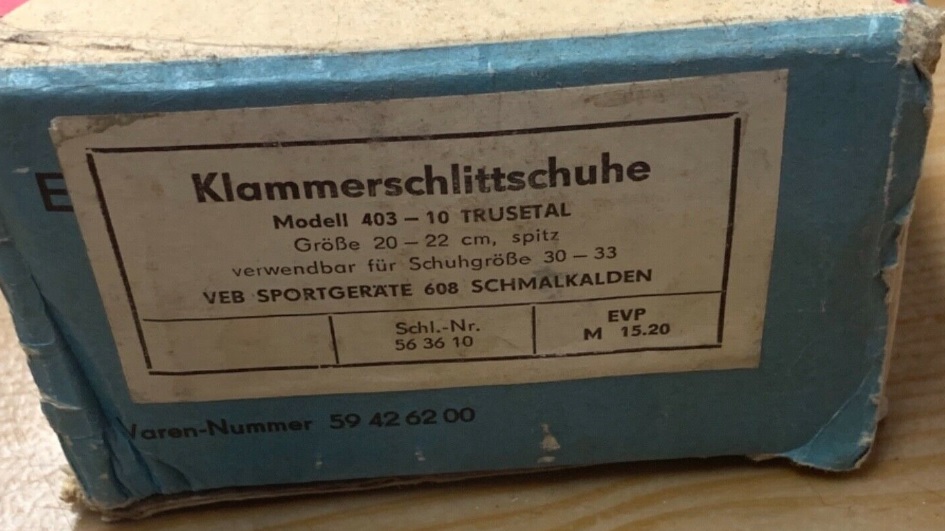 Klammerschlittschuhe
Modell 403 – 10 TRUSETAL
Größe 20 – 22 cm, spitz
verwendbar für Schuhgröße 30 – 33
VEB SPORTGERÄTE 608 SCHMALKALDEN
Schl.-Nr.
56 36 10
EVP
M 15.20
Waren-Nummer 59 42 62 00